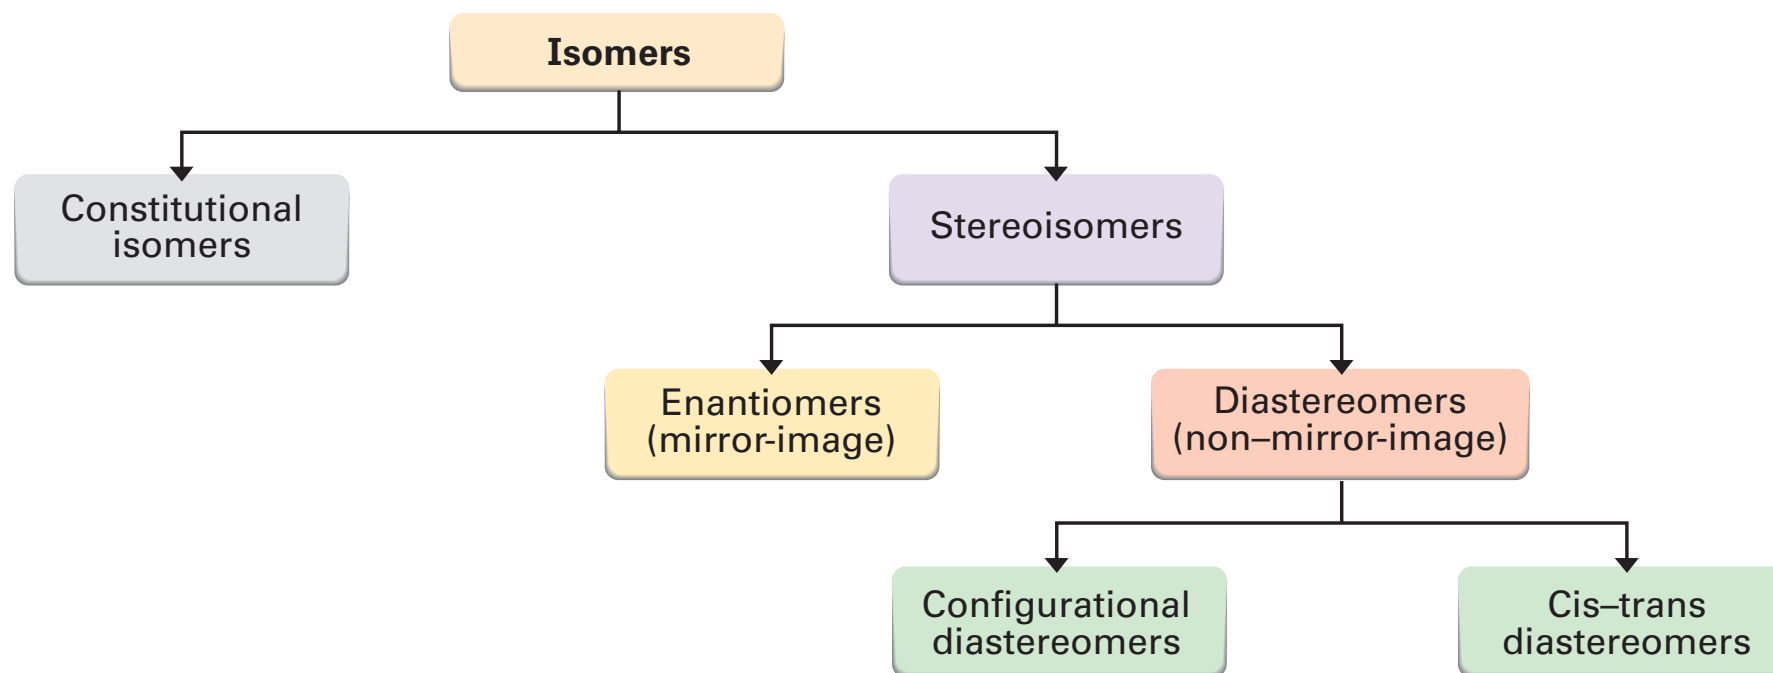 Isomers
Constitutional
isomers
Stereoisomers
Enantiomers
(mirror-image)
Diastereomers
(non–mirror-image)
Configurational
diastereomers
Cis–trans
diastereomers